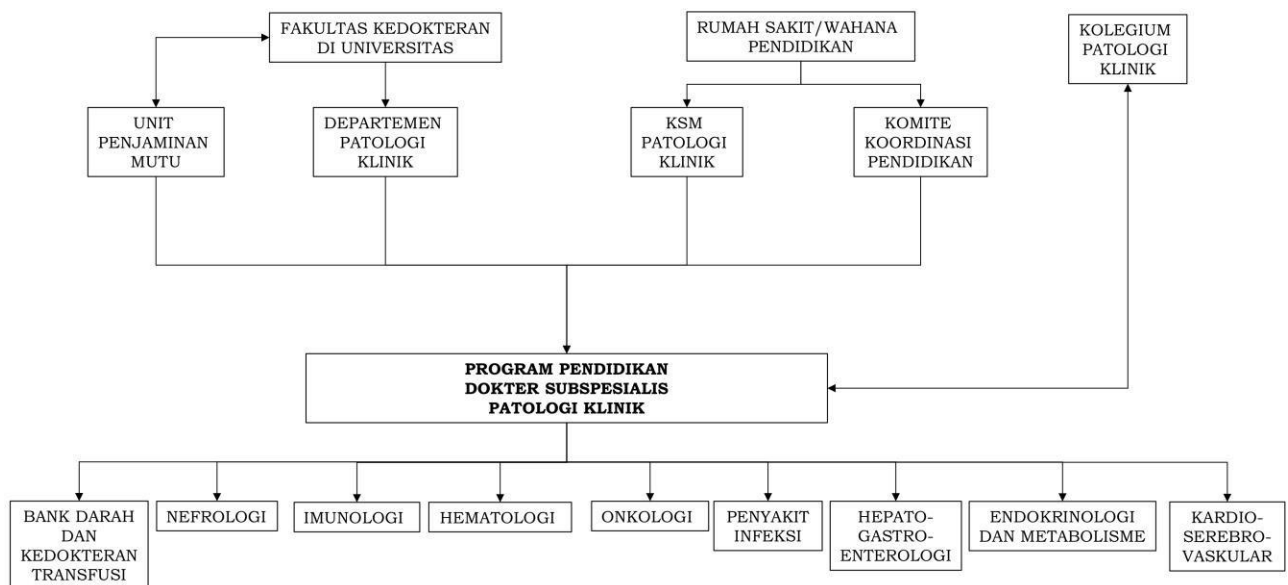 FAKULTAS KEDOKTERAN
DI UNIVERSITAS
RUMAH SAKIT/WAHANA
PENDIDIKAN
KOLEGIUM
PATOLOGI
KLINIK
UNIT
PENJAMINAN
MUTU
DEPARTEMEN
PATOLOGI
KLINIK
KSM
PATOLOGI
KLINIK
KOMITE
KOORDINASI
PENDIDIKAN
PROGRAM PENDIDIKAN
DOKTER SUBSPESIALIS
PATOLOGI KLINIK
BANK DARAH
DAN
KEDOKTERAN
TRANSFUSI
NEFROLOGI
IMUNOLOGI
HEMATOLOGI
ONKOLOGI
PENYAKIT
INFEKSI
HEPATO-
GASTRO-
ENTEROLOGI
ENDOKRINOLOGI
DAN METABOLISME
KARDIO-
SEREBRO-
VASKULAR